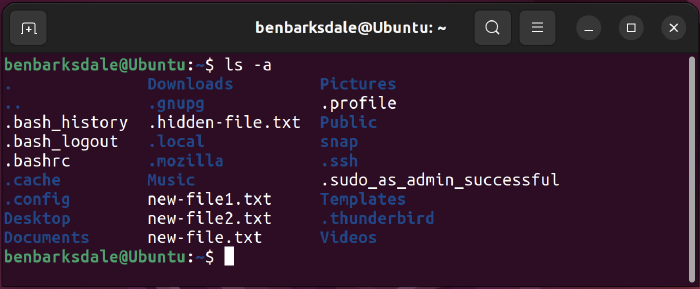 benbarksdale@Ubuntu: ~
benbarksdale@Ubuntu:~$ ls -a
. Downloads Pictures
.. .gnupg .profile
.bash_history .hidden-file.txt Public
.bash_logout .local snap
.bashrc .mozilla .ssh
.cache Music .sudo_as_admin_successful
.config new-file1.txt Templates
Desktop new-file2.txt .thunderbird
Documents new-file.txt Videos
benbarksdale@Ubuntu:~$